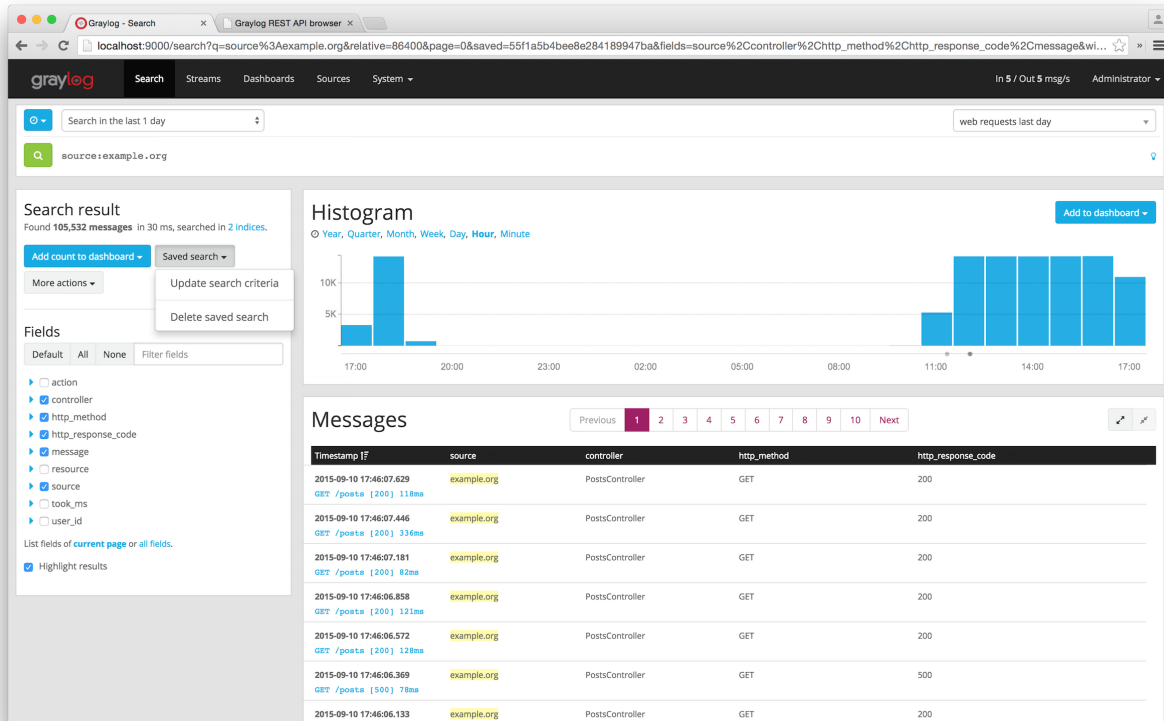 Graylog - Search × Graylog REST API browser ×
localhost:9000/search?q=source%3Aexample.org&relative=86400&page=0&saved=55f1a5b4bee8e284189947ba&fields=source%2Ccontroller%2Chttp_method%2Chttp_response_code%2Cmessage&wi...
graylog Search Streams Dashboards Sources System In 5 / Out 5 msg/s Administrator
Search in the last 1 day web requests last day
source:example.org
Search result
Found 105,532 messages in 30 ms, searched in 2 indices.
Add count to dashboard Saved search
More actions
Update search criteria
Delete saved search
Fields
Default All None Filter fields
action
controller
http_method
http_response_code
message
resource
source
took_ms
user_id
List fields of current page or all fields.
Highlight results
Histogram
Add to dashboard
Year, Quarter, Month, Week, Day, Hour, Minute
10K
5K
17:00 20:00 23:00 02:00 05:00 08:00 11:00 14:00 17:00
Messages
Previous 1 2 3 4 5 6 7 8 9 10 Next
Timestamp source controller http_method http_response_code
2015-09-10 17:46:07.629 example.org PostsController GET 200
GET /posts [200] 118ms
2015-09-10 17:46:07.446 example.org PostsController GET 200
GET /posts [200] 336ms
2015-09-10 17:46:07.181 example.org PostsController GET 200
GET /posts [200] 82ms
2015-09-10 17:46:06.858 example.org PostsController GET 200
GET /posts [200] 121ms
2015-09-10 17:46:06.572 example.org PostsController GET 200
GET /posts [200] 128ms
2015-09-10 17:46:06.369 example.org PostsController GET 500
GET /posts [500] 78ms
2015-09-10 17:46:06.133 example.org PostsController GET 200